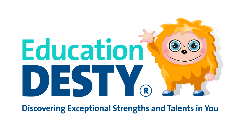 Education
DESTY®
Discovering Exceptional Strengths and Talents in You